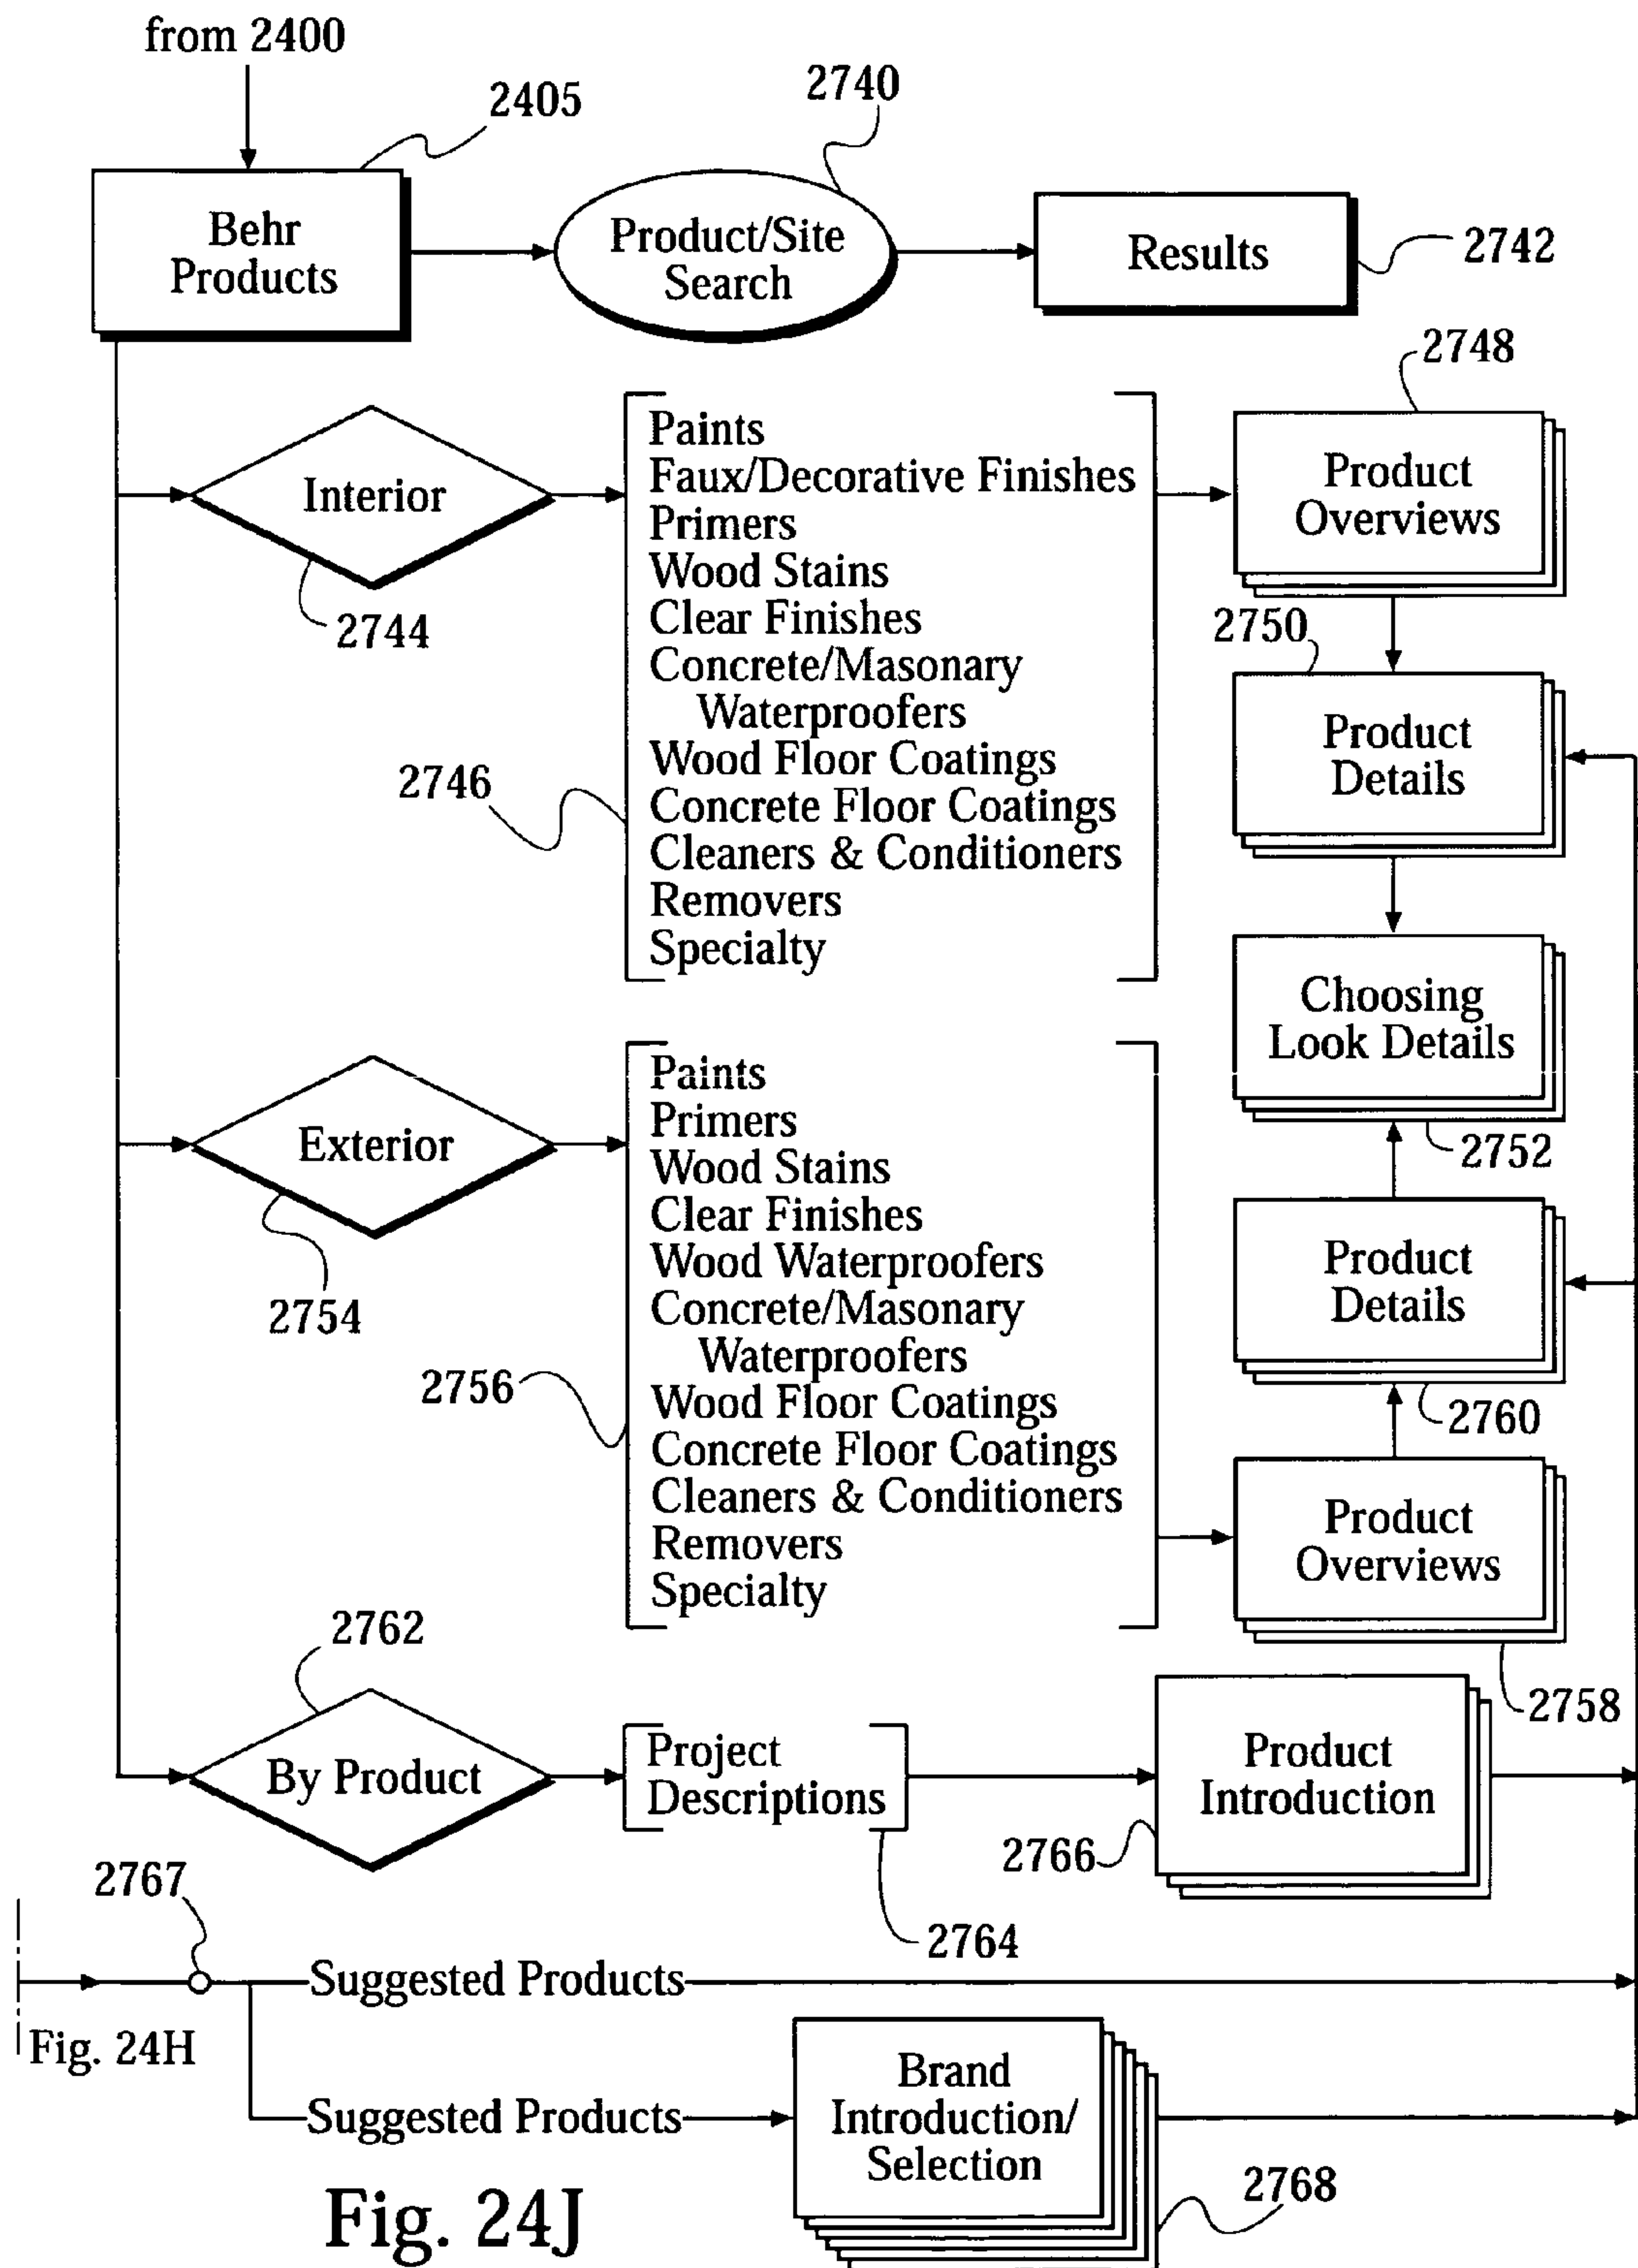 from 2400
2405
2740
Behr
Products
Product/Site
Search
Results
2742
2748
Interior
2744
Paints
Faux/Decorative Finishes
Primers
Wood Stains
Clear Finishes
Concrete/Masonary
Waterproofers
Wood Floor Coatings
Concrete Floor Coatings
Cleaners & Conditioners
Removers
Specialty
2746
Product
Overviews
2750
Product
Details
Choosing
Look Details
2752
Exterior
2754
Paints
Primers
Wood Stains
Clear Finishes
Wood Waterproofers
Concrete/Masonary
Waterproofers
Wood Floor Coatings
Concrete Floor Coatings
Cleaners & Conditioners
Removers
Specialty
2756
Product
Details
2760
Product
Overviews
2758
2762
By Product
Project
Descriptions
2764
Product
Introduction
2766
2767
Suggested Products
Fig. 24H
Suggested Products
Brand
Introduction/
Selection
2768
Fig. 24J